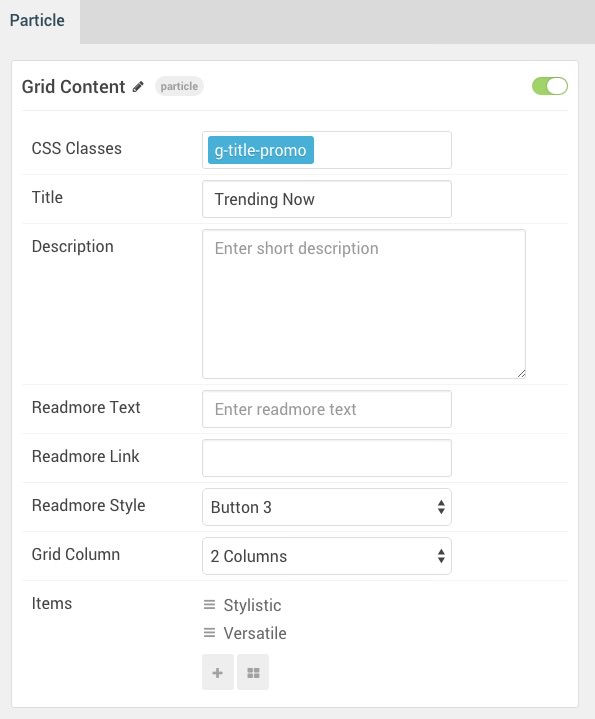 Particle
Grid Content particle
CSS Classes g-title-promo
Title Trending Now
Description Enter short description
Readmore Text Enter readmore text
Readmore Link
Readmore Style Button 3
Grid Column 2 Columns
Items Stylistic
Versatile